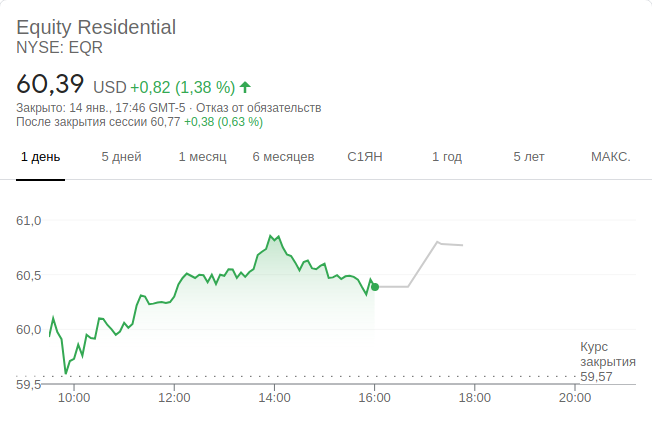 Equity Residential
NYSE: EQR
60,39 USD +0,82 (1,38 %)
Закрыто: 14 янв., 17:46 GMT-5 · Отказ от обязательств
После закрытия сессии 60,77 +0,38 (0,63 %)
1 день 5 дней 1 месяц 6 месяцев С1ЯН 1 год 5 лет МАКС.
61,0
60,5
60,0
Курс
закрытия
59,57
59,5
10:00 12:00 14:00 16:00 18:00 20:00